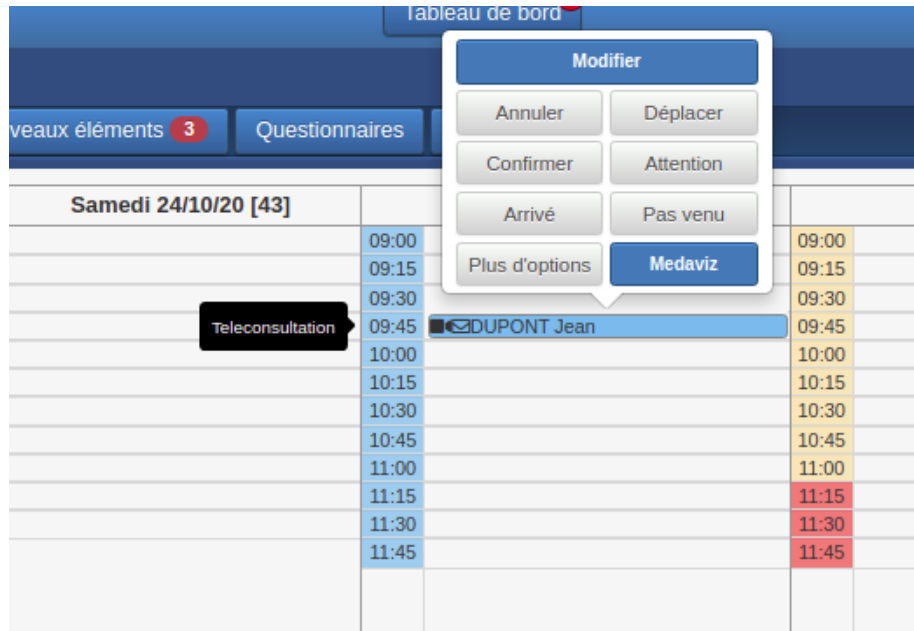 Tableau de bord
Modifier
Annuler Déplacer
veaux éléments 3 Questionnaires
Confirmer Attention
Samedi 24/10/20 [43]
Arrivé Pas venu
09:00 09:00
Plus d'options Medaviz
09:15 09:15
09:30 09:30
Teleconsultation 09:45 DUPONT Jean 09:45
10:00 10:00
10:15 10:15
10:30 10:30
10:45 10:45
11:00 11:00
11:15 11:15
11:30 11:30
11:45 11:45